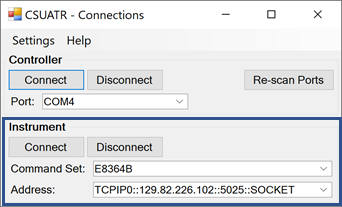 CSUATR - Connections
Settings Help
Controller
Connect Disconnect Re-scan Ports
Port: COM4
Instrument
Connect Disconnect
Command Set: E8364B
Address: TCPIP0::129.82.226.102::5025::SOCKET